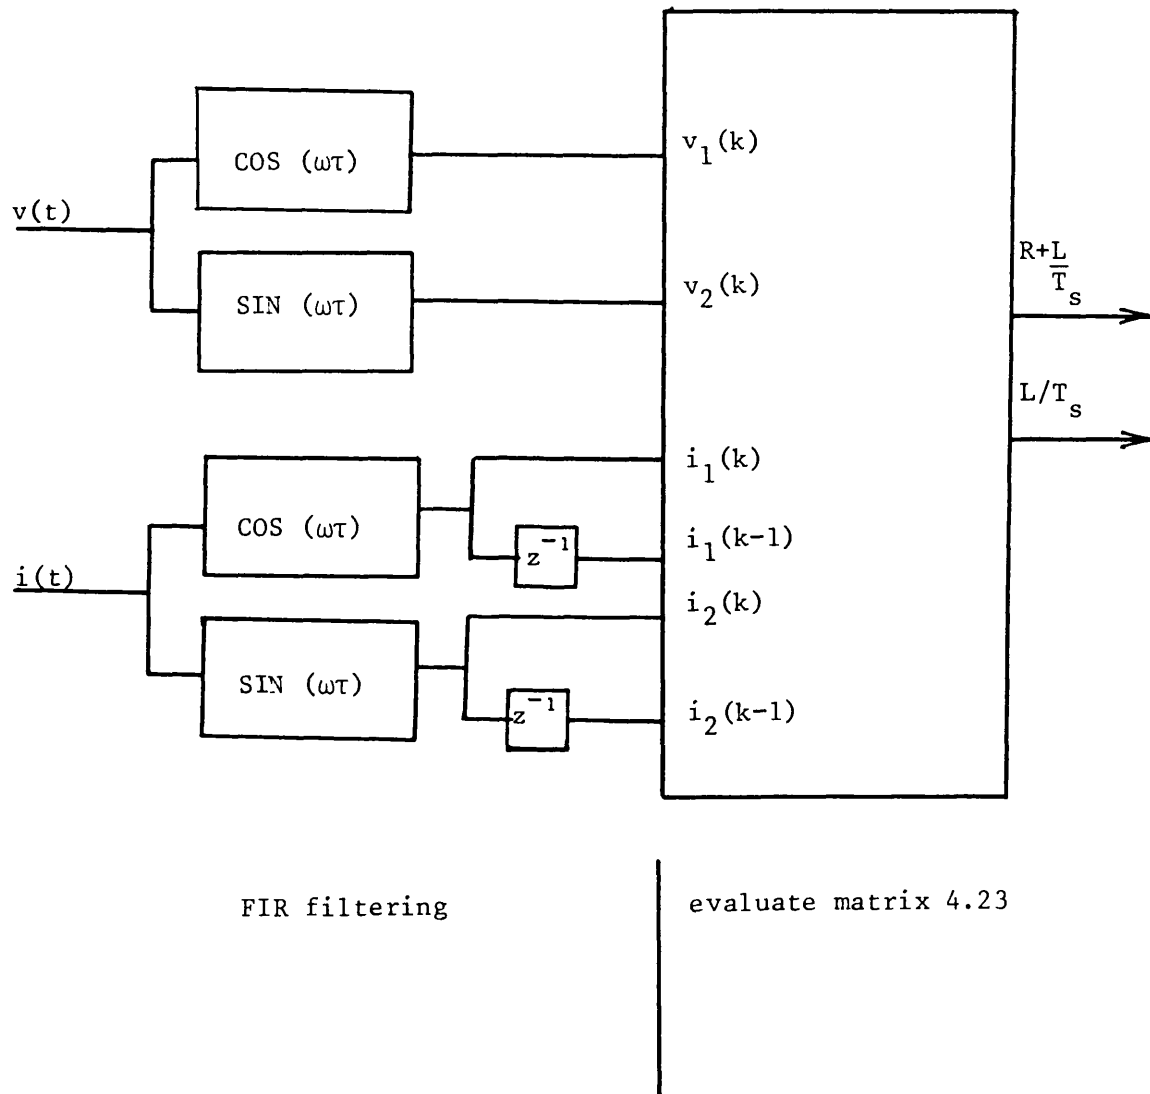 v(t)
COS (ωτ)
SIN (ωτ)
v1(k)
v2(k)
i(t)
COS (ωτ)
SIN (ωτ)
z-1
z-1
i1(k)
i1(k-1)
i2(k)
i2(k-1)
R+L/Ts
L/Ts
FIR filtering
evaluate matrix 4.23